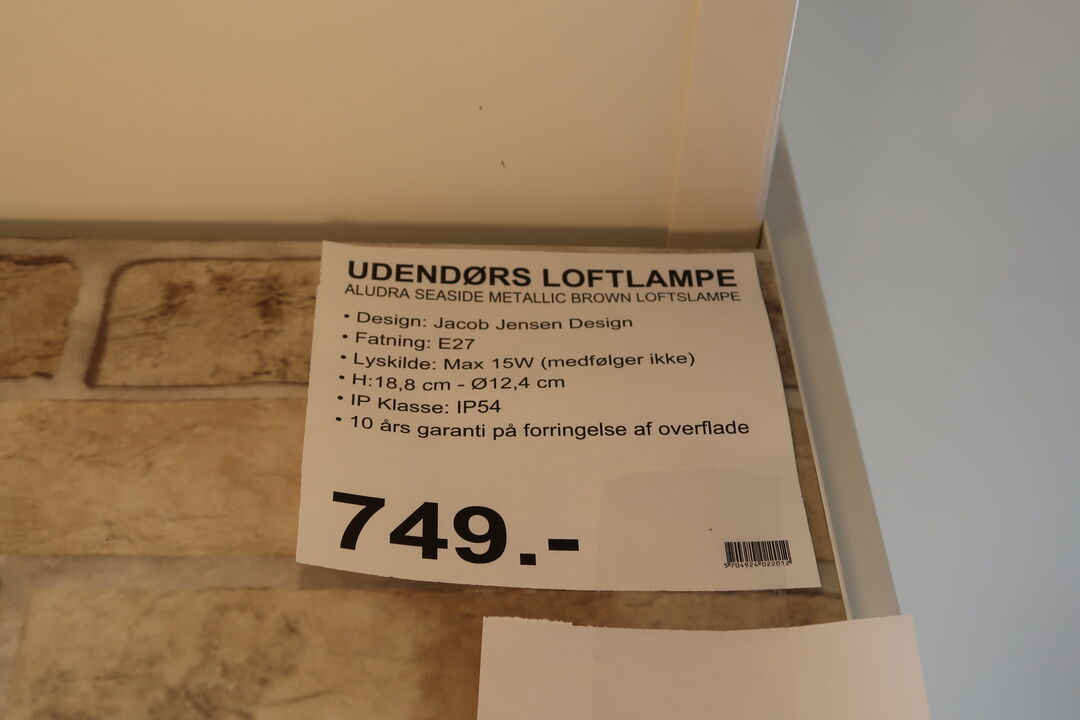 UDENDØRS LOFTLAMPE
ALUDRA SEASIDE METALLIC BROWN LOFTSLAMPE
• Design: Jacob Jensen Design
• Fatning: E27
• Lyskilde: Max 15W (medfølger ikke)
• H:18,8 cm - Ø12,4 cm
• IP Klasse: IP54
• 10 års garanti på forringelse af overflade
749.-
5704924022012